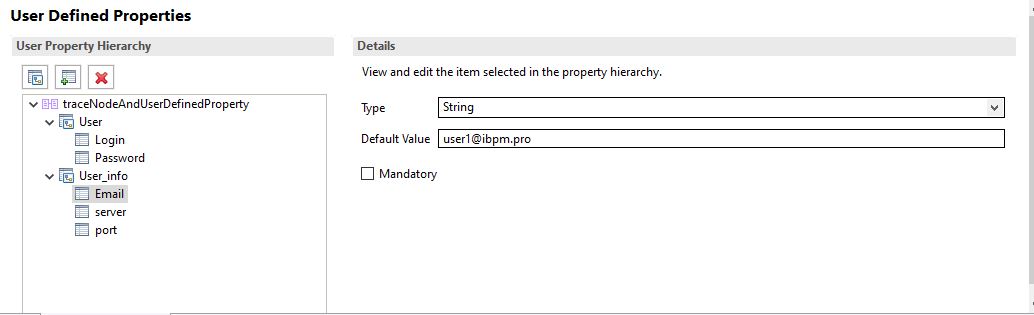 User Defined Properties
User Property Hierarchy
Details
View and edit the item selected in the property hierarchy.
traceNodeAndUserDefinedProperty
User
Login
Password
User_info
Email
server
port
Type
String
Default Value
user1@ibpm.pro
Mandatory